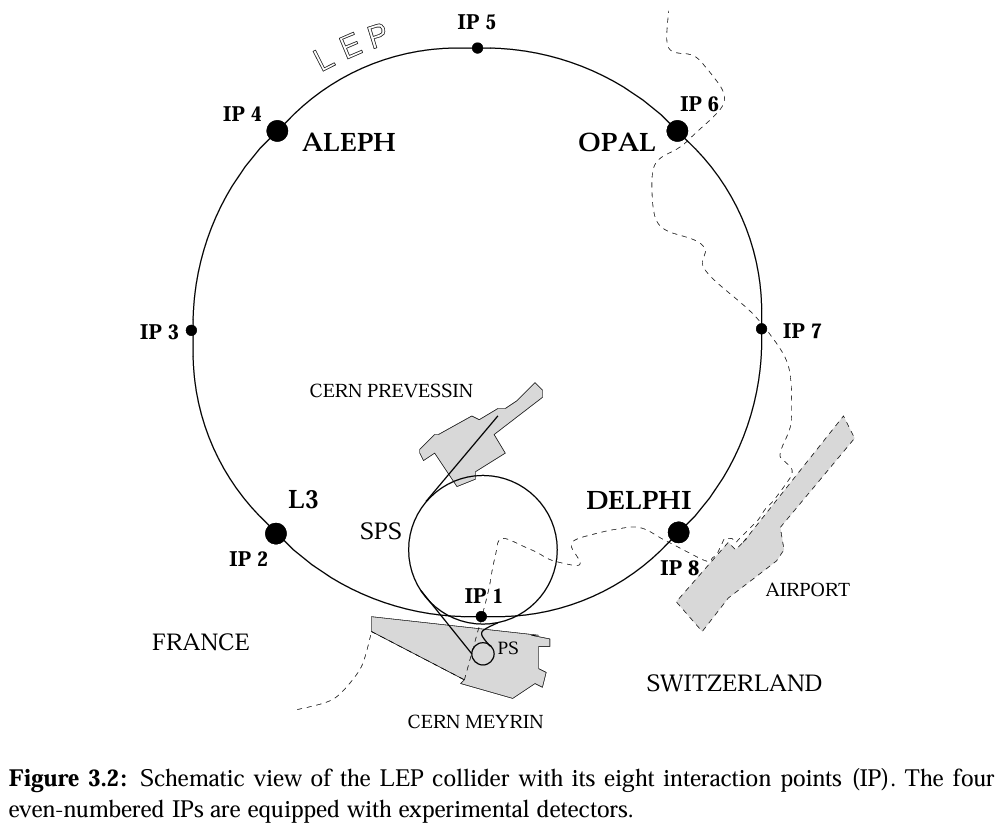 IP 5
LEP
IP 4
IP 6
ALEPH
OPAL
IP 3
IP 7
CERN PREVESSIN
L3
DELPHI
SPS
IP 2
IP 8
AIRPORT
IP 1
FRANCE
PS
SWITZERLAND
CERN MEYRIN
Figure 3.2: Schematic view of the LEP collider with its eight interaction points (IP). The four
even-numbered IPs are equipped with experimental detectors.